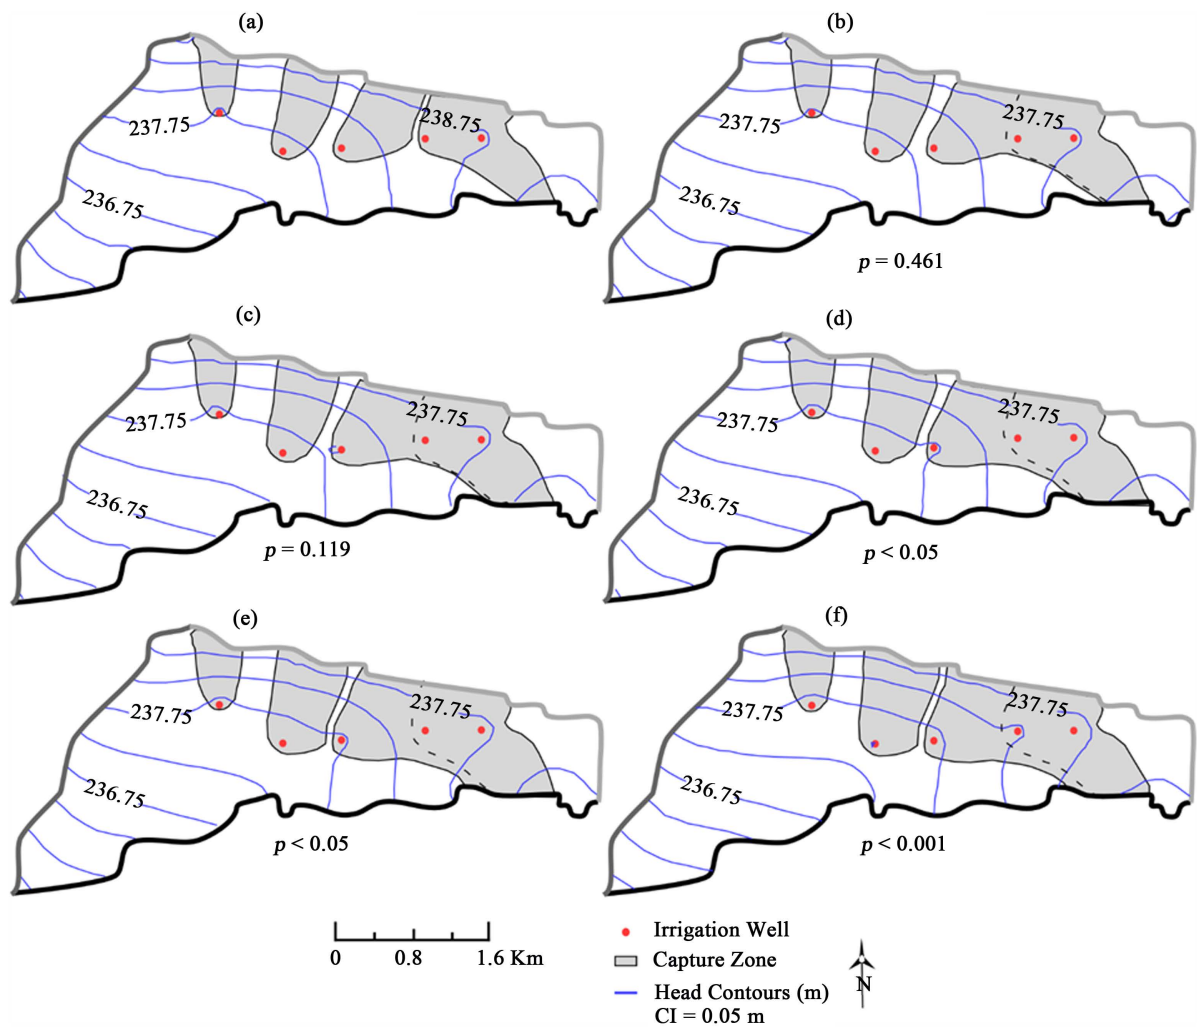 (a)
(b)
238.75
237.75
237.75
237.75
236.75
236.75
p = 0.461
(c)
(d)
237.75
237.75
237.75
237.75
236.75
236.75
p = 0.119
p < 0.05
(e)
(f)
237.75
237.75
237.75
237.75
236.75
236.75
p < 0.05
p < 0.001
0 0.8 1.6 Km
Irrigation Well
Capture Zone
Head Contours (m)
CI = 0.05 m
N